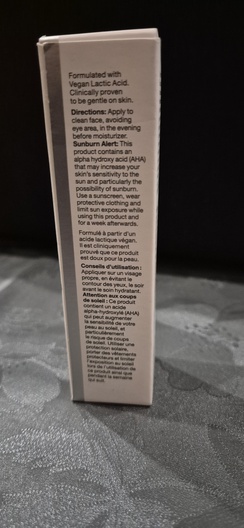 Formulated with
Vegan Lactic Acid.
Clinically proven
to be gentle on skin.
Directions: Apply to
clean face, avoiding
eye area, in the evening
before moisturizer.
Sunburn Alert: This
product contains an
alpha hydroxy acid (AHA)
that may increase your
skin's sensitivity to the
sun and particularly the
possibility of sunburn.
Use a sunscreen, wear
protective clothing and
limit sun exposure while
using this product and
for a week afterwards.
Formulé à partir d'un
acide lactique végan.
Il est cliniquement
prouvé que ce produit
est doux pour la peau.
Conseils d'utilisation :
Appliquer sur un visage
propre, en évitant le
contour des yeux, le soir
avant le soin hydratant.
Attention aux coups
de soleil : Ce produit
contient un acide
alpha-hydroxylé (AHA)
qui peut augmenter
la sensibilité de votre
peau au soleil, et
particulièrement
le risque de coups
de soleil. Utiliser une
protection solaire,
porter des vêtements
protecteurs et limiter
l'exposition au soleil
lors de l'utilisation de
ce produit ainsi que
pendant la semaine
qui suit.